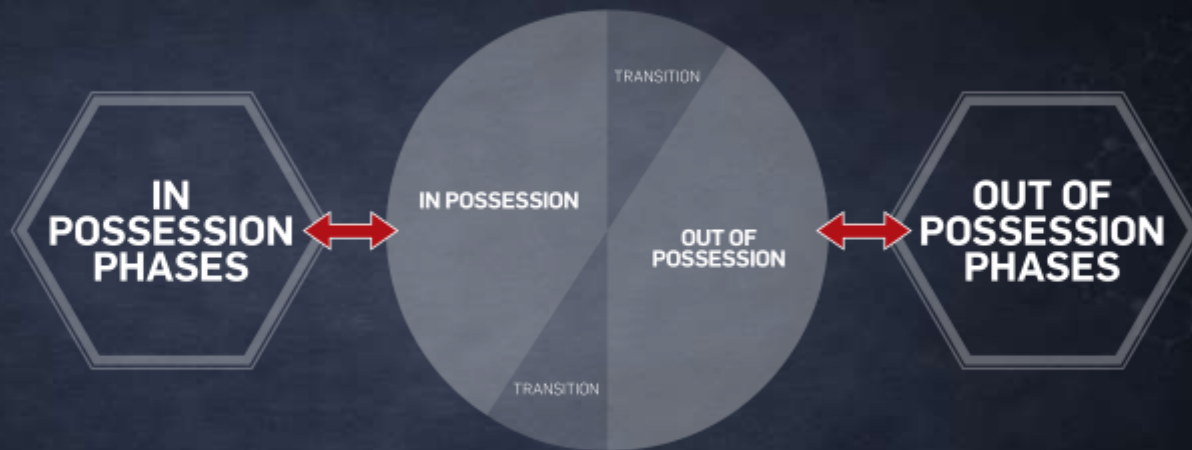 IN
POSSESSION
PHASES
IN POSSESSION
TRANSITION
OUT OF
POSSESSION
TRANSITION
OUT OF
POSSESSION
PHASES